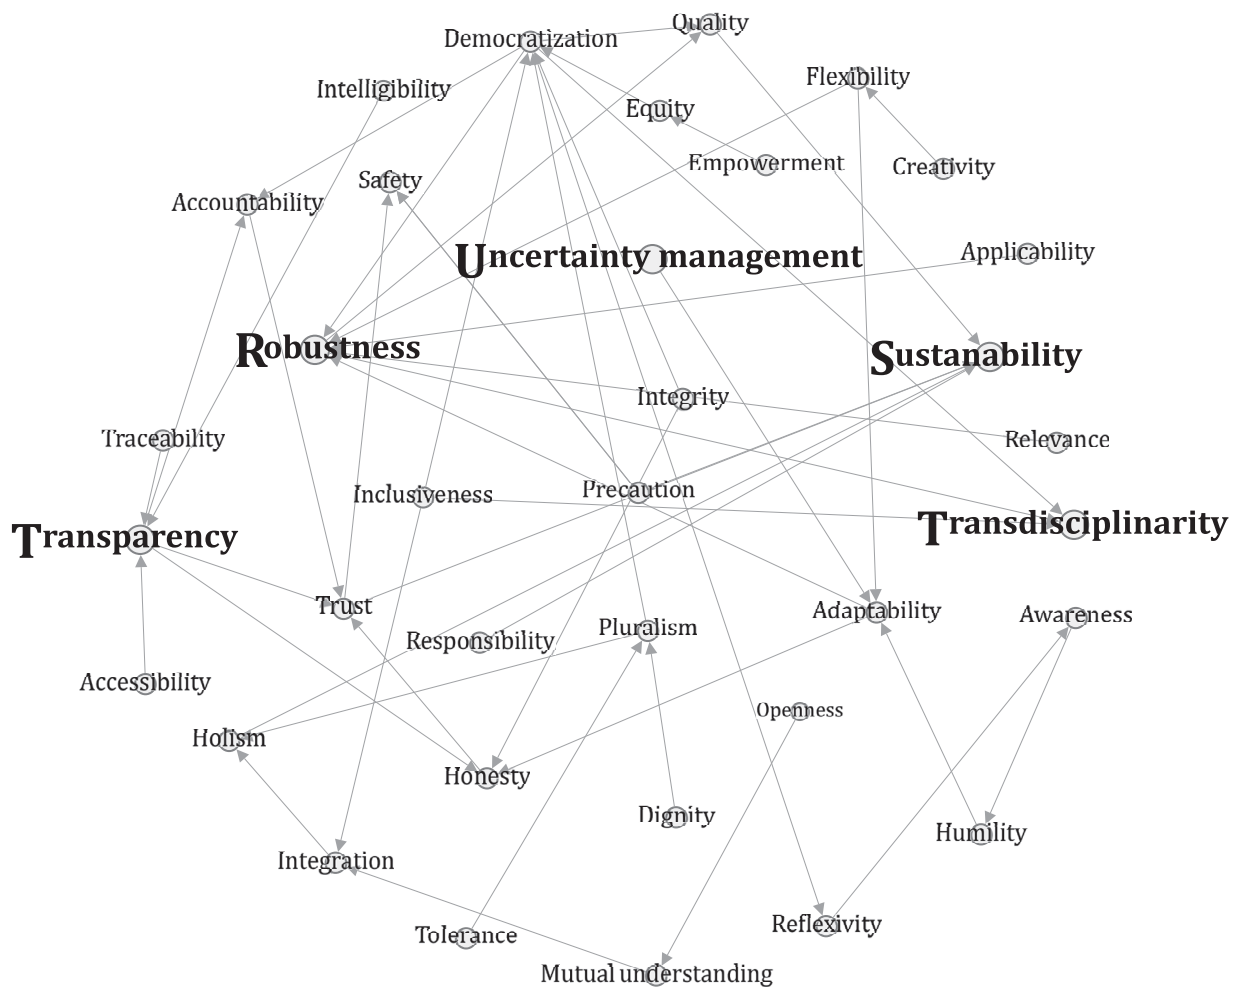 Quality
Democratization
Flexibility
Intelligibility
Equity
Empowerment
Creativity
Safety
Accountability
Uncertainty management
Applicability
Robustness
Sustanability
Integrity
Traceability
Relevance
Inclusiveness
Precaution
Transparency
Transdisciplinarity
Trust
Adaptability
Awareness
Responsibility
Pluralism
Accessibility
Openness
Holism
Honesty
Dignity
Humility
Integration
Reflexivity
Tolerance
Mutual understanding